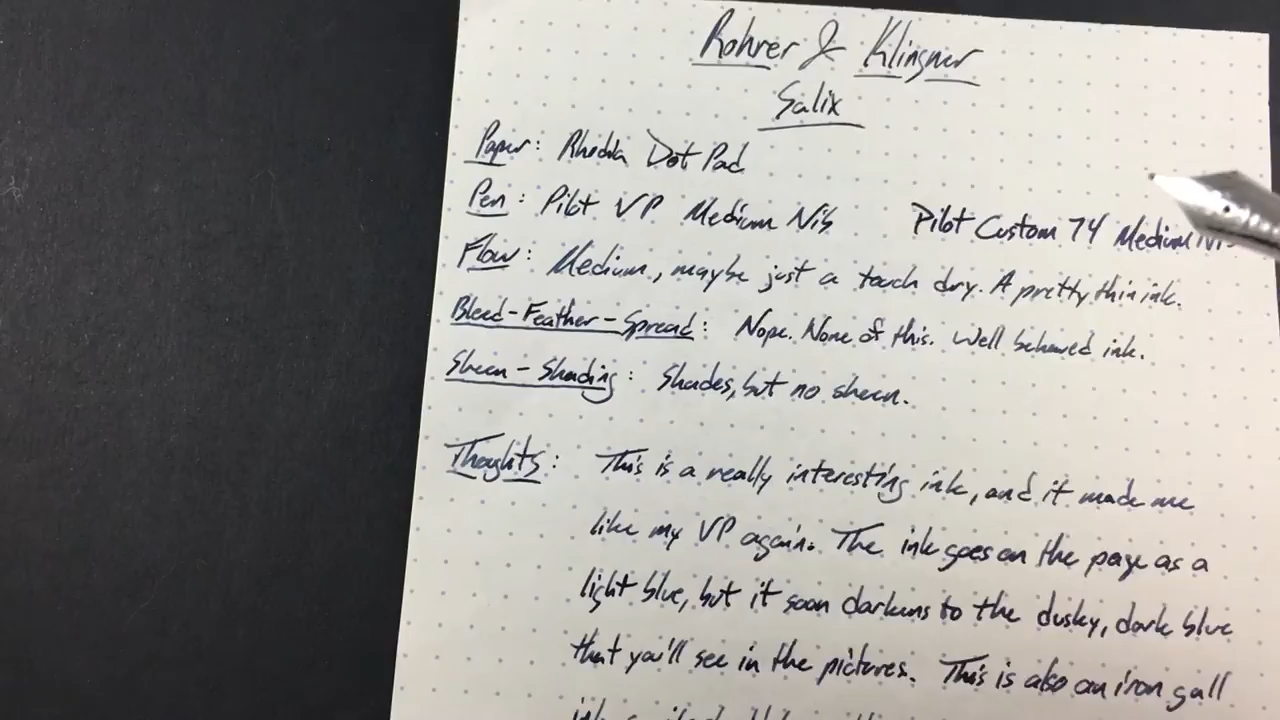 Rohrer & Klingner
Salix
Paper: Rhodia Dot Pad
Pen: Pilot VP Medium Nib Pilot Custom 74 Medium
Flow: Medium, maybe just a touch dry. A pretty thin ink.
Bleed-Feather-Spread: Nope. None of this. Well behaved ink.
Sheen-Shading: Shades, but no sheen.
Thoghts: This is a really interesting ink, and it made me
like my VP again. The ink goes on the page as a
light blue, but it soon darkens to the dusky, dark blue
that you'll see in the pictures. This is also an iron gall